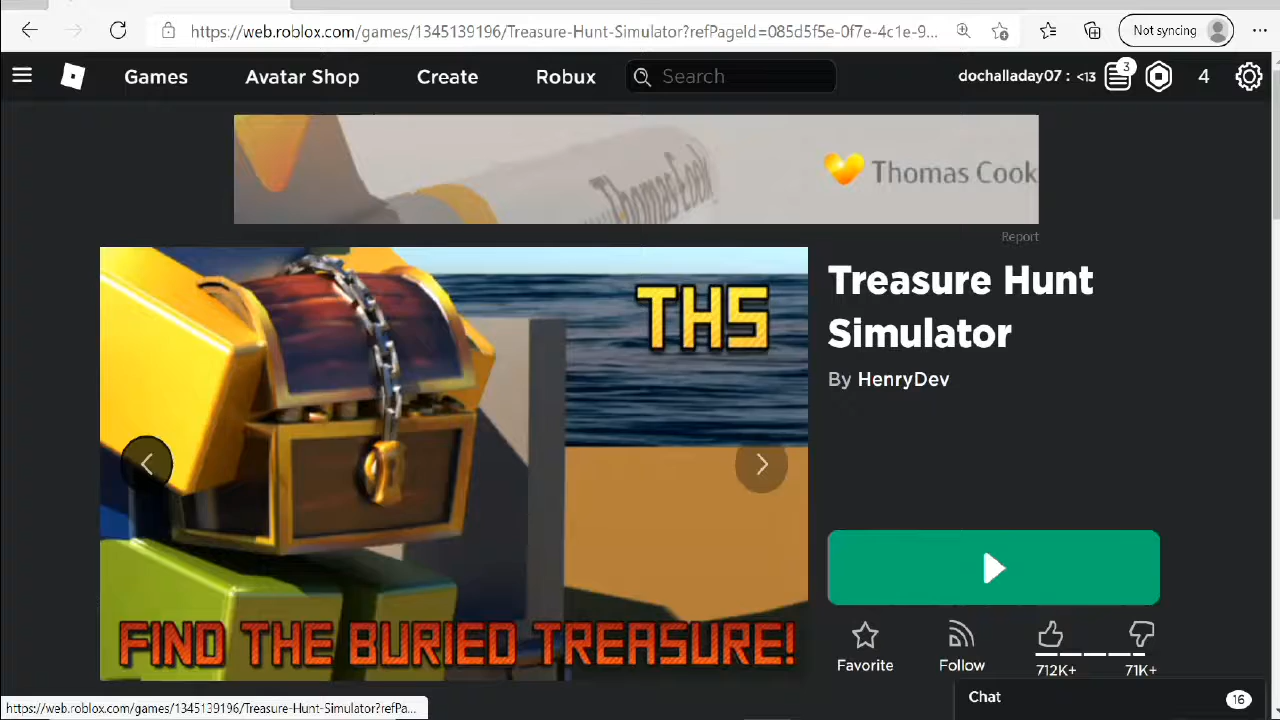 https://web.roblox.com/games/1345139196/Treasure-Hunt-Simulator?refPageId=085d5f5e-0f7e-4c1e-9...
Not syncing
Games
Avatar Shop
Create
Robux
Search
dochalladay07 : <13
3
4
ThomasCook
Thomas Cook
Report
THS
FIND THE BURIED TREASURE!
Treasure Hunt
Simulator
By HenryDev
Favorite
Follow
712K+
71K+
Chat
16
https://web.roblox.com/games/1345139196/Treasure-Hunt-Simulator?refPa...